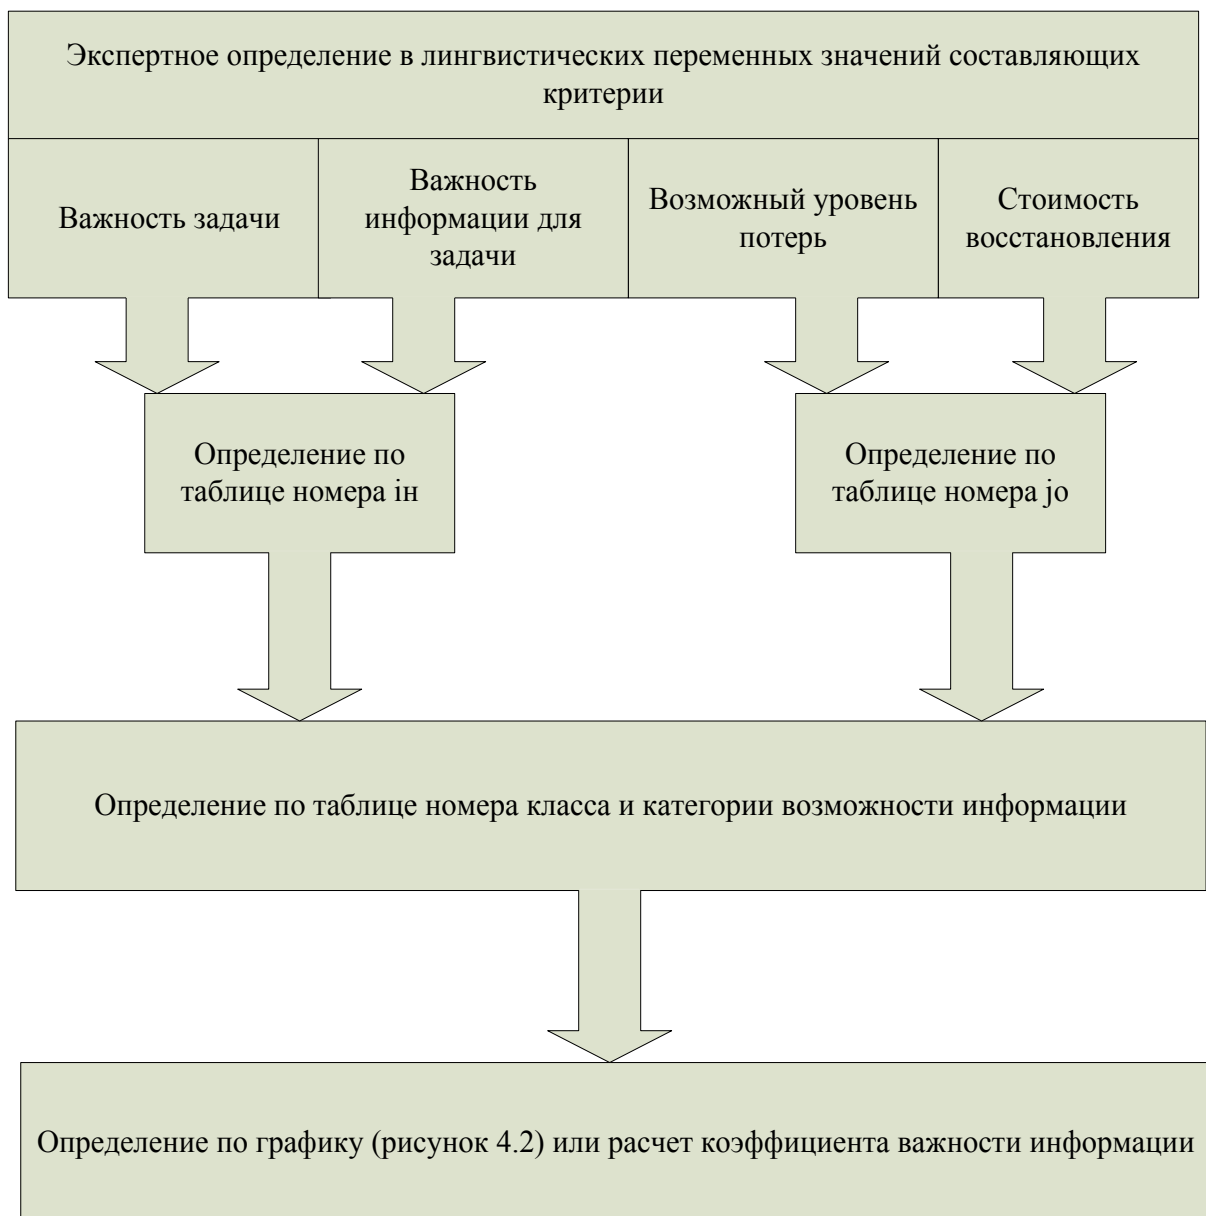 Экспертное определение в лингвистических переменных значений составляющих
критерии
Важность задачи
Важность
информации для
задачи
Возможный уровень
потерь
Стоимость
восстановления
Определение по
таблице номера iн
Определение по
таблице номера jо
Определение по таблице номера класса и категории возможности информации
Определение по графику (рисунок 4.2) или расчет коэффициента важности информации